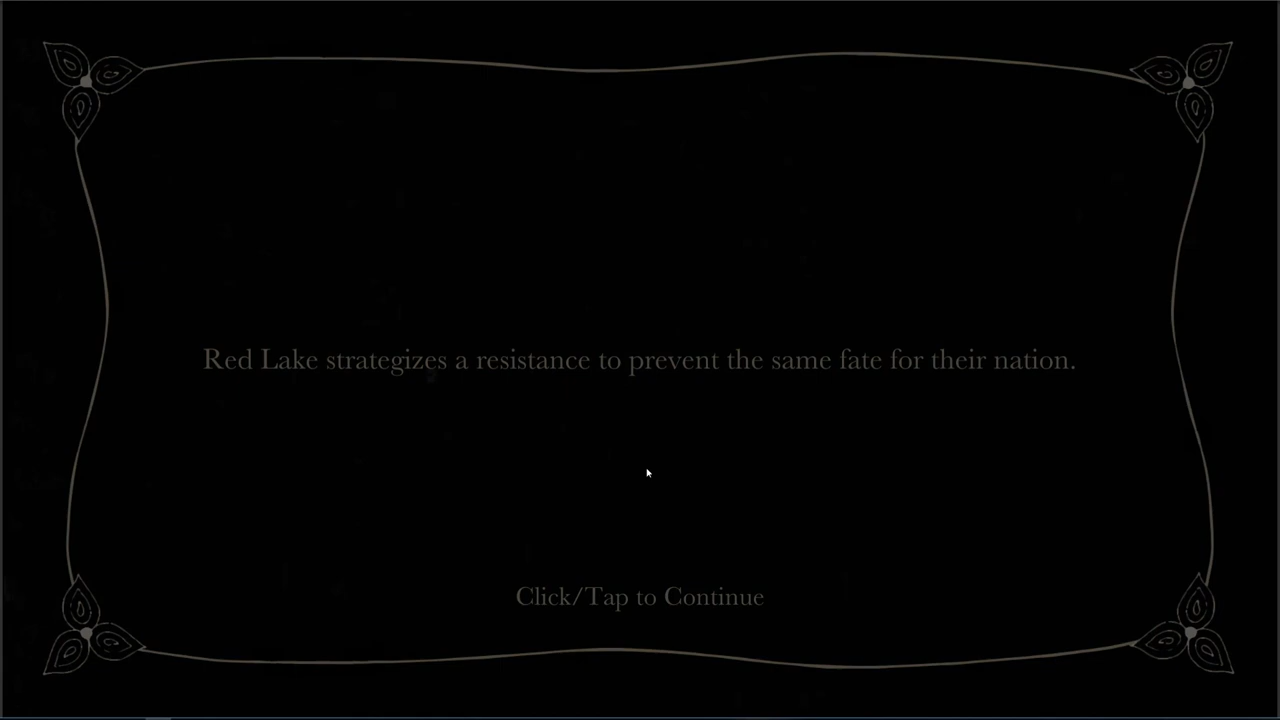 Red Lake strategizes a resistance to prevent the same fate for their nation.
Click/Tap to Continue